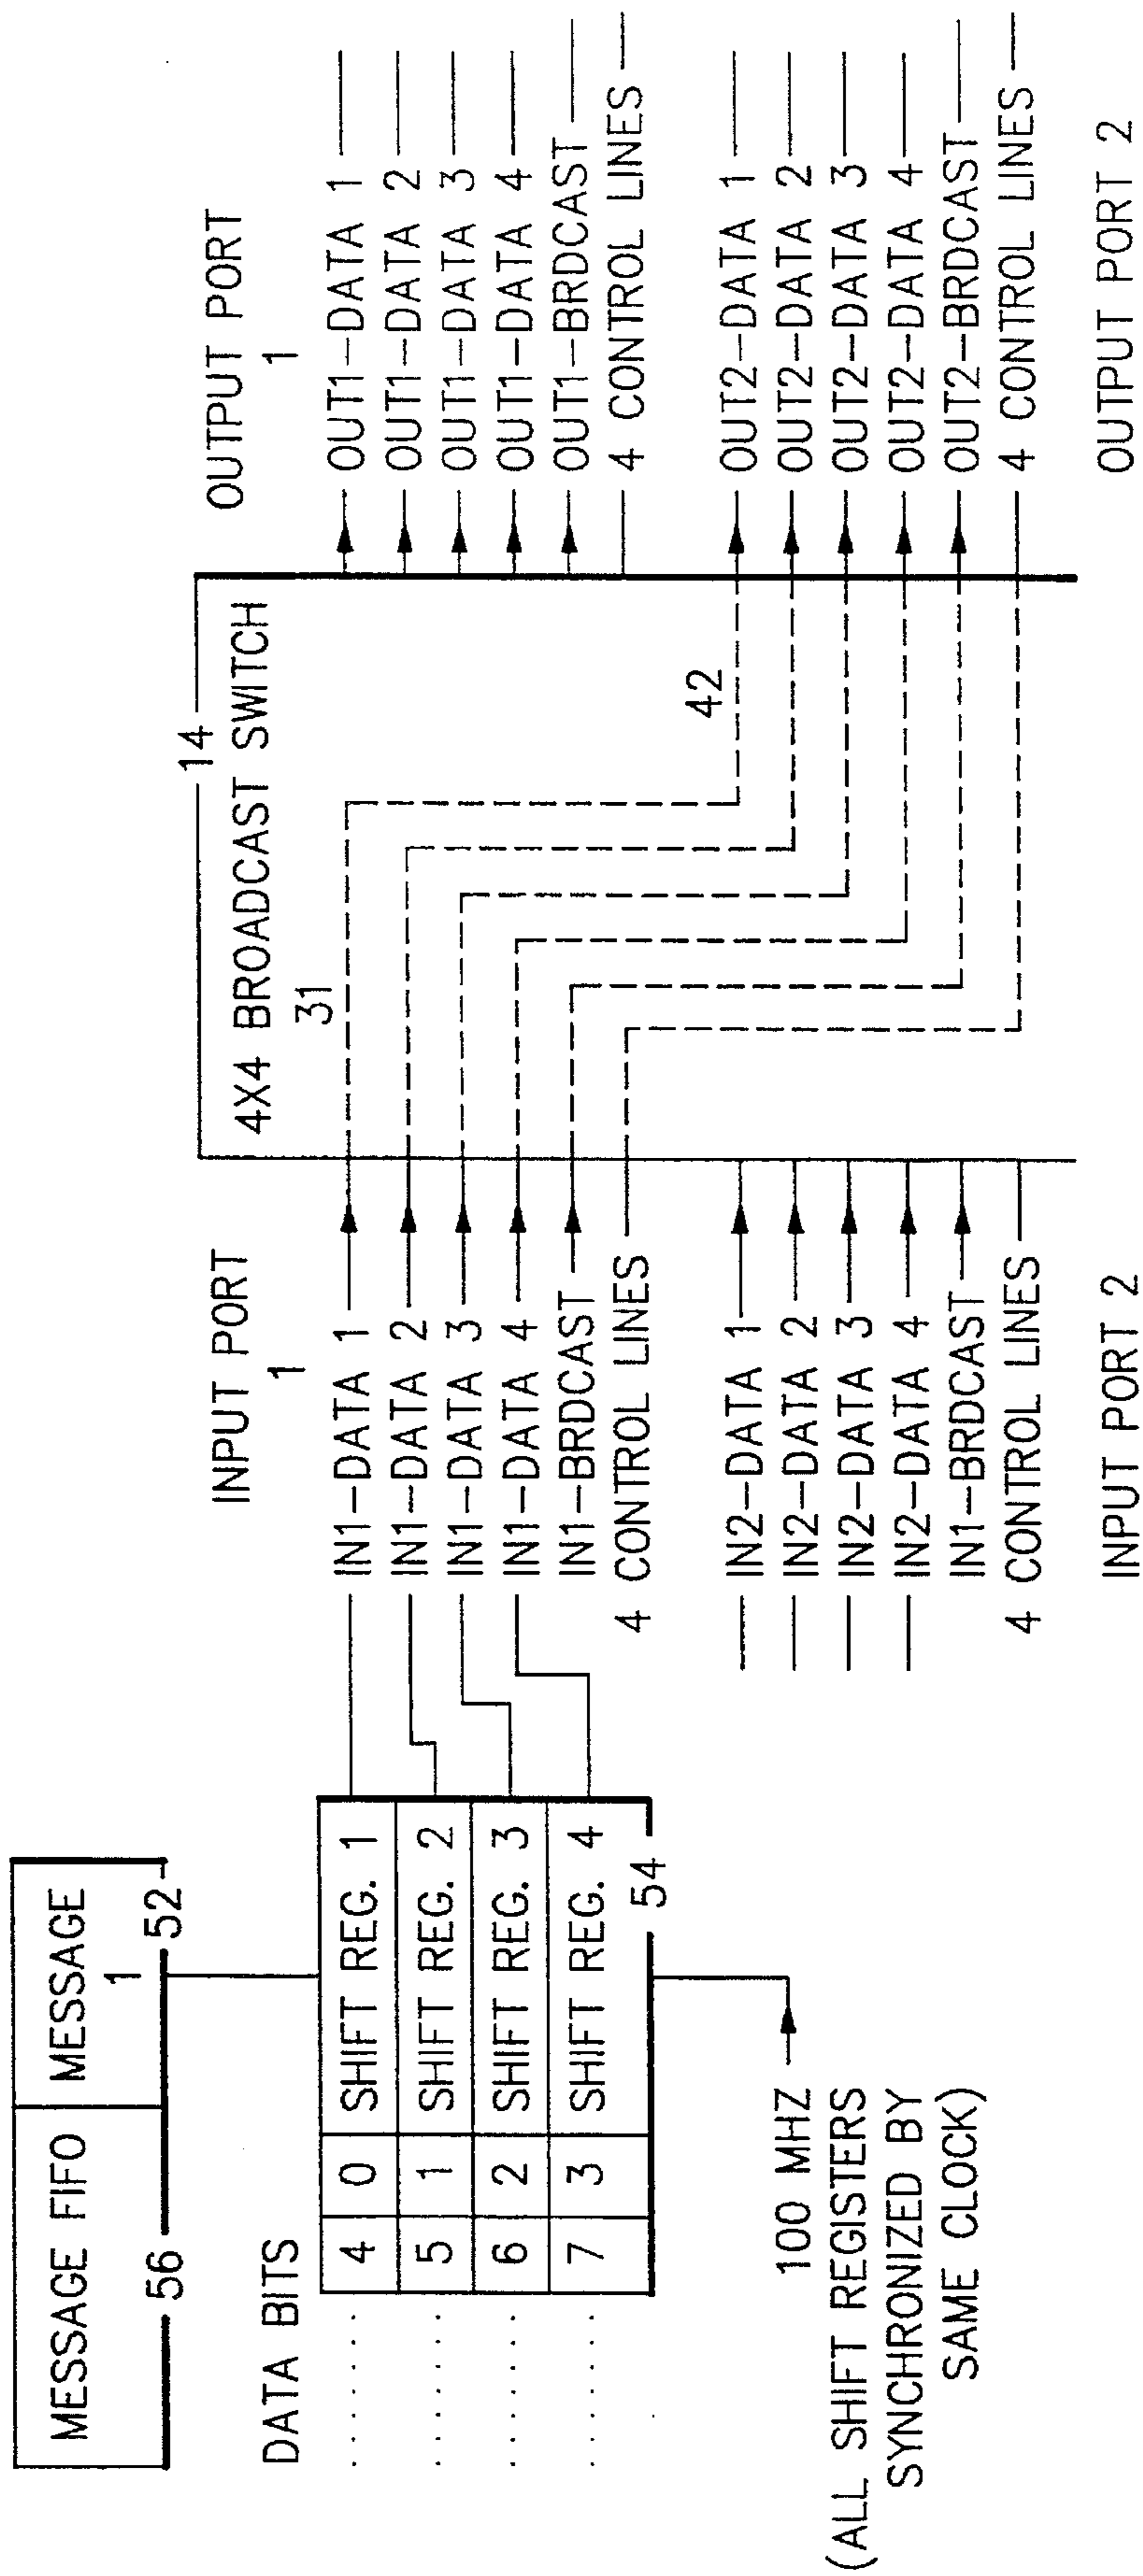 MESSAGE FIFO
MESSAGE
1
56
52
DATA BITS
4 0 SHIFT REG. 1
5 1 SHIFT REG. 2
6 2 SHIFT REG. 3
7 3 SHIFT REG. 4
54
100 MHZ
(ALL SHIFT REGISTERS
SYNCHRONIZED BY
SAME CLOCK)
INPUT PORT
1
IN1-DATA 1
IN1-DATA 2
IN1-DATA 3
IN1-DATA 4
IN1-BRDCAST
4 CONTROL LINES
IN2-DATA 1
IN2-DATA 2
IN2-DATA 3
IN2-DATA 4
IN1-BRDCAST
4 CONTROL LINES
INPUT PORT 2
14
4X4 BROADCAST SWITCH
31
42
OUTPUT PORT
1
OUT1-DATA 1
OUT1-DATA 2
OUT1-DATA 3
OUT1-DATA 4
OUT1-BRDCAST
4 CONTROL LINES
OUT2-DATA 1
OUT2-DATA 2
OUT2-DATA 3
OUT2-DATA 4
OUT2-BRDCAST
4 CONTROL LINES
OUTPUT PORT 2